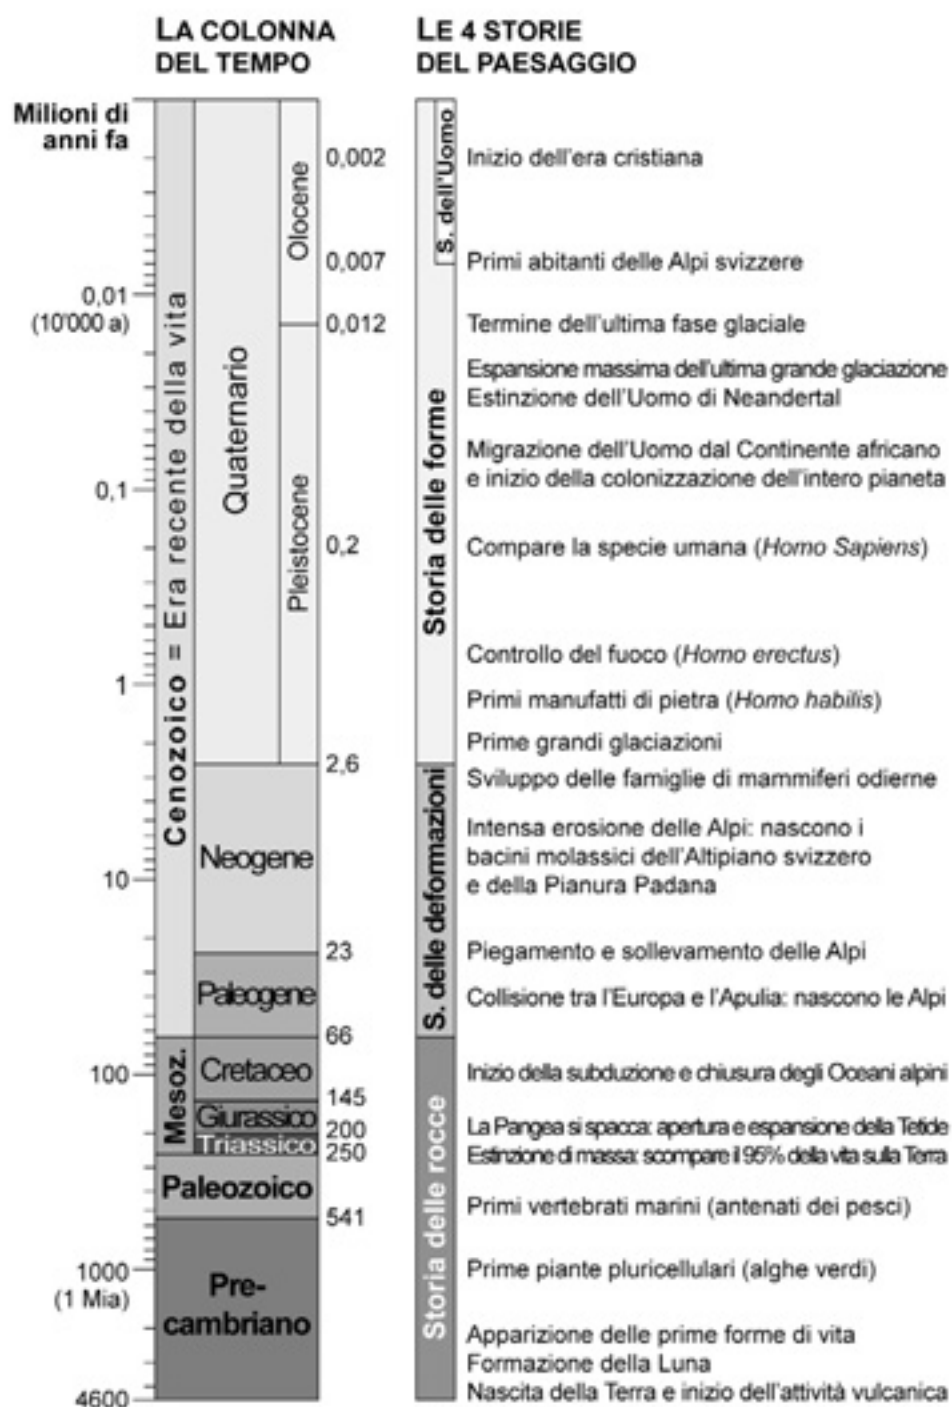 LA COLONNA
DEL TEMPO
LE 4 STORIE
DEL PAESAGGIO
Milioni di
anni fa
0,01
(10'000 a)
0,1
1
10
100
1000
(1 Mia)
4600
Cenozoico = Era recente della vita
Mesoz.
Quaternario
Olocene
Pleistocene
Neogene
Paleogene
Cretaceo
Giurassico
Triassico
Paleozoico
Pre-
cambriano
0,002
0,007
0,012
0,2
2,6
23
66
145
200
250
541
S. dell'Uomo
Storia delle forme
S. delle deformazioni
Storia delle rocce
Inizio dell'era cristiana
Primi abitanti delle Alpi svizzere
Termine dell'ultima fase glaciale
Espansione massima dell'ultima grande glaciazione
Estinzione dell'Uomo di Neandertal
Migrazione dell'Uomo dal Continente africano
e inizio della colonizzazione dell'intero pianeta
Compare la specie umana (Homo Sapiens)
Controllo del fuoco (Homo erectus)
Primi manufatti di pietra (Homo habilis)
Prime grandi glaciazioni
Sviluppo delle famiglie di mammiferi odierne
Intensa erosione delle Alpi: nascono i
bacini molassici dell'Altipiano svizzero
e della Pianura Padana
Piegamento e sollevamento delle Alpi
Collisione tra l'Europa e l'Apulia: nascono le Alpi
Inizio della subduzione e chiusura degli Oceani alpini
La Pangea si spacca: apertura e espansione della Tetide
Estinzione di massa: scompare il 95% della vita sulla Terra
Primi vertebrati marini (antenati dei pesci)
Prime piante pluricellulari (alghe verdi)
Apparizione delle prime forme di vita
Formazione della Luna
Nascita della Terra e inizio dell'attività vulcanica